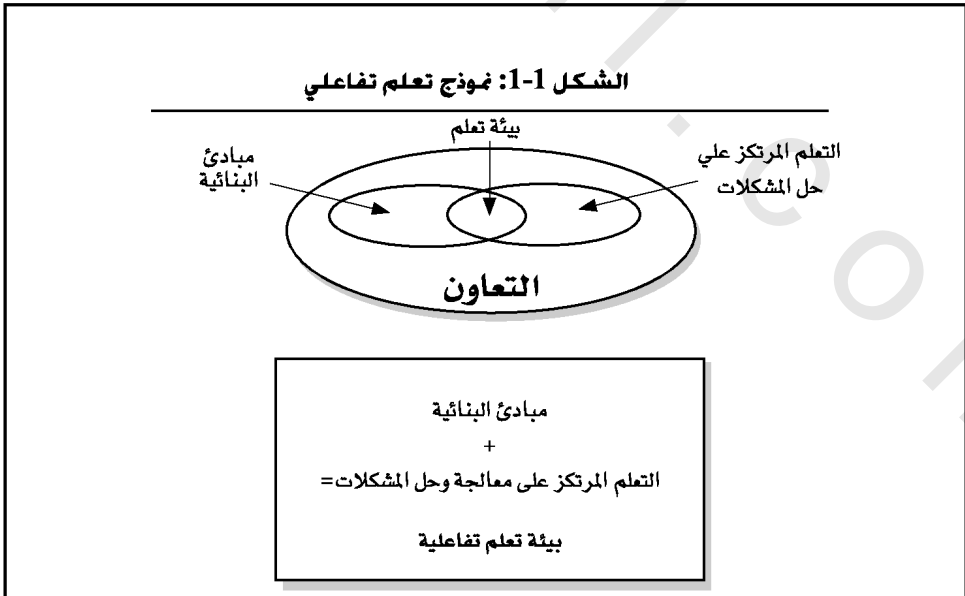 الشكل 1-1: نموذج تعلم تفاعلي
بيئة تعلم
التعلم المرتكز علي
حل المشكلات
مبادئ
البنائية
التعاون
مبادئ البنائية
+
التعلم المرتكز على معالجة وحل المشكلات=
بيئة تعلم تفاعلية